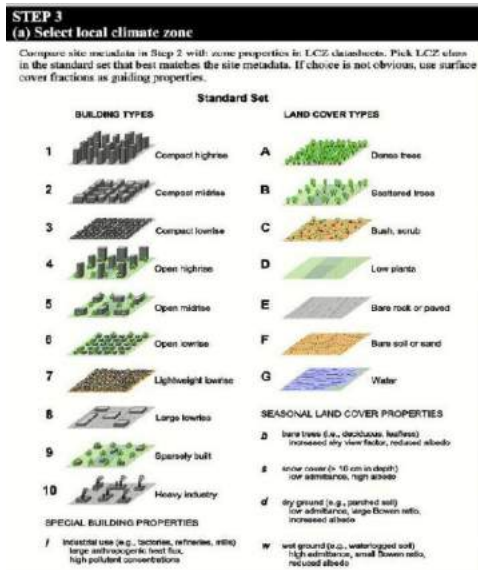 STEP 3
(a) Select local climate zone
Compare site metadata in Step 2 with zone properties in LCZ datasheets. Pick LCZ class
in the standard set that best matches the site metadata. If choice is not obvious, use surface
cover fractions as guiding properties.
Standard Set
BUILDING TYPES
1 Compact highrise
2 Compact midrise
3 Compact lowrise
4 Open highrise
5 Open midrise
6 Open lowrise
7 Lightweight lowrise
8 Large lowrise
9 Sparsely built
10 Heavy industry
SPECIAL BUILDING PROPERTIES
i industrial use (e.g., factories, refineries, mills)
large anthropogenic heat flux,
high pollutant concentrations
LAND COVER TYPES
A Dense trees
B Scattered trees
C Bush, scrub
D Low plants
E Bare rock or paved
F Bare soil or sand
G Water
SEASONAL LAND COVER PROPERTIES
b bare trees (i.e., deciduous, leafless)
increased sky view factor, reduced albedo
s snow cover (> 10 cm in depth)
low admittance, high albedo
d dry ground (e.g., parched soil)
low admittance, large Bowen ratio,
increased albedo
w wet ground (e.g., waterlogged soil)
high admittance, small Bowen ratio,
reduced albedo